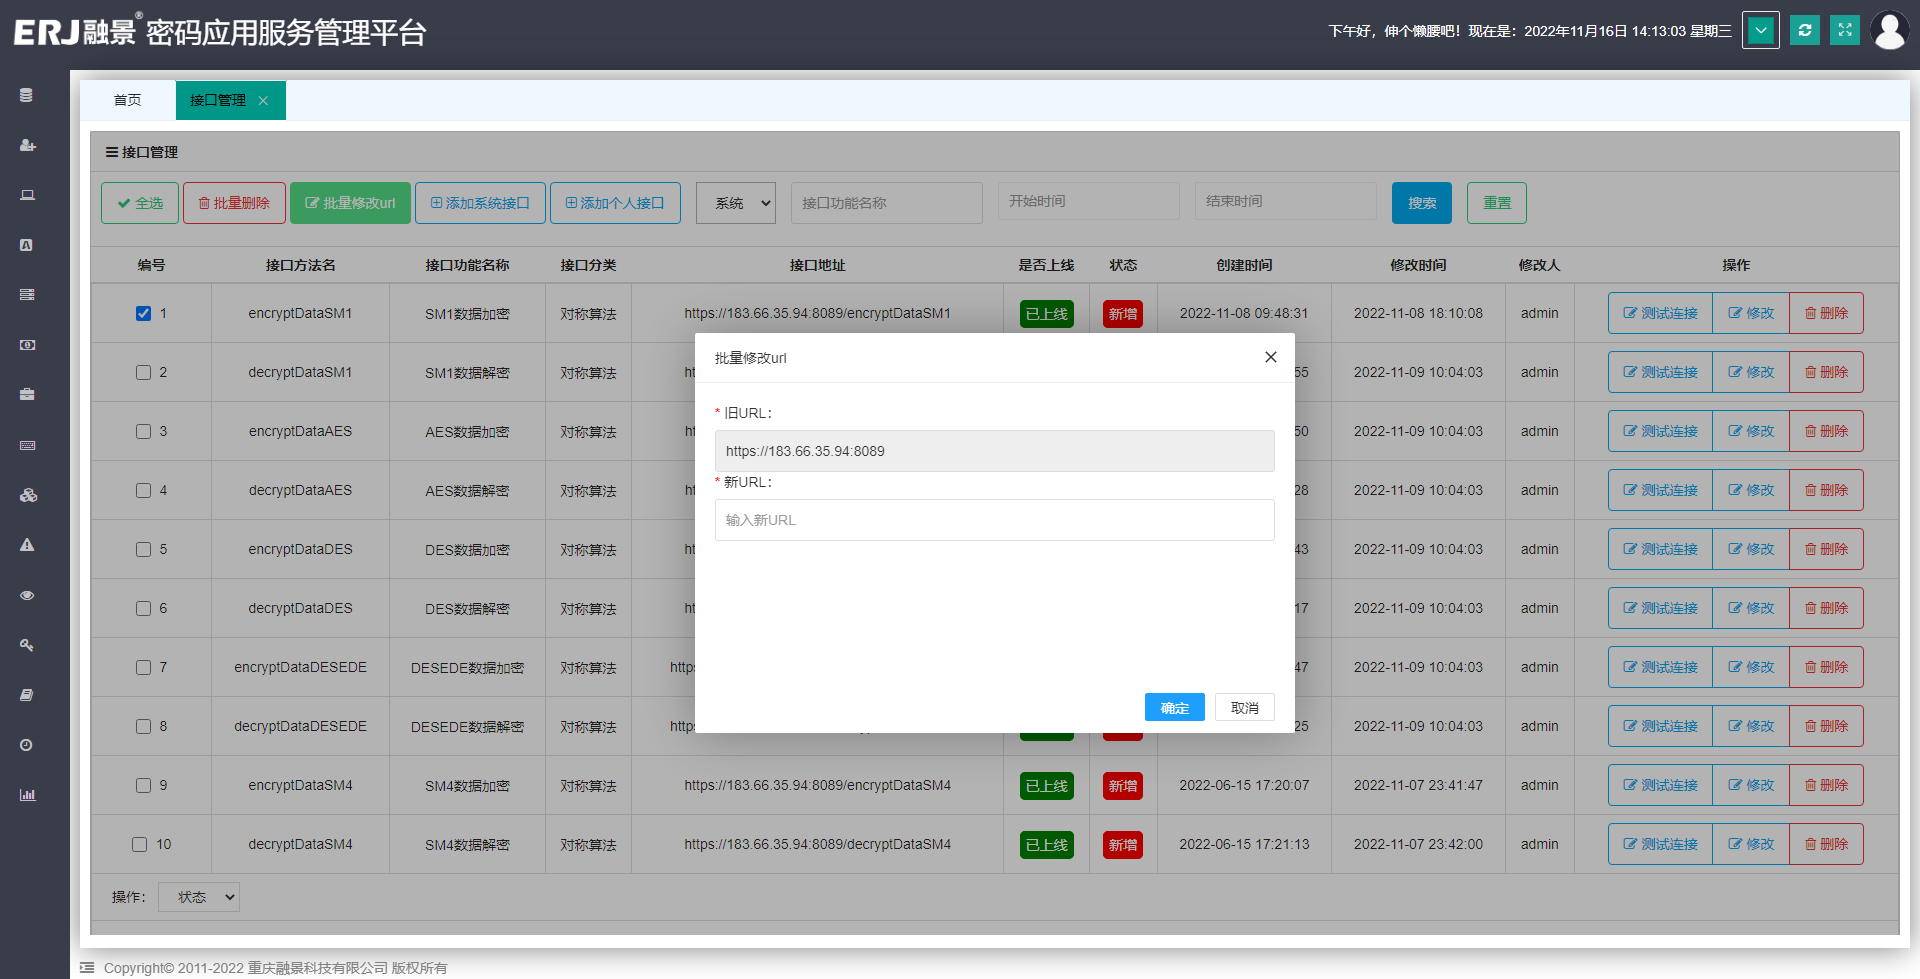 ERJ融景® 密码应用服务管理平台
下午好，伸个懒腰吧！现在是：2022年11月16日 14:13:03 星期三
首页 接口管理
接口管理
全选 批量删除 批量修改url 添加系统接口 添加个人接口 系统 接口功能名称 开始时间 结束时间 搜索 重置
编号 接口方法名 接口功能名称 接口分类 接口地址 是否上线 状态 创建时间 修改时间 修改人 操作
1 encryptDataSM1 SM1数据加密 对称算法 https://183.66.35.94:8089/encryptDataSM1 已上线 新增 2022-11-08 09:48:31 2022-11-08 18:10:08 admin 测试连接 修改 删除
2 decryptDataSM1 SM1数据解密 对称算法 ht 55 2022-11-09 10:04:03 admin 测试连接 修改 删除
3 encryptDataAES AES数据加密 对称算法 ht 50 2022-11-09 10:04:03 admin 测试连接 修改 删除
4 decryptDataAES AES数据解密 对称算法 ht 28 2022-11-09 10:04:03 admin 测试连接 修改 删除
5 encryptDataDES DES数据加密 对称算法 ht 43 2022-11-09 10:04:03 admin 测试连接 修改 删除
6 decryptDataDES DES数据解密 对称算法 ht 17 2022-11-09 10:04:03 admin 测试连接 修改 删除
7 encryptDataDESEDE DESEDE数据加密 对称算法 http 47 2022-11-09 10:04:03 admin 测试连接 修改 删除
8 decryptDataDESEDE DESEDE数据解密 对称算法 http 25 2022-11-09 10:04:03 admin 测试连接 修改 删除
9 encryptDataSM4 SM4数据加密 对称算法 https://183.66.35.94:8089/encryptDataSM4 已上线 新增 2022-06-15 17:20:07 2022-11-07 23:41:47 admin 测试连接 修改 删除
10 decryptDataSM4 SM4数据解密 对称算法 https://183.66.35.94:8089/decryptDataSM4 已上线 新增 2022-06-15 17:21:13 2022-11-07 23:42:00 admin 测试连接 修改 删除
操作： 状态
批量修改url
* 旧URL：
https://183.66.35.94:8089
* 新URL：
输入新URL
确定 取消
Copyright© 2011-2022 重庆融景科技有限公司 版权所有